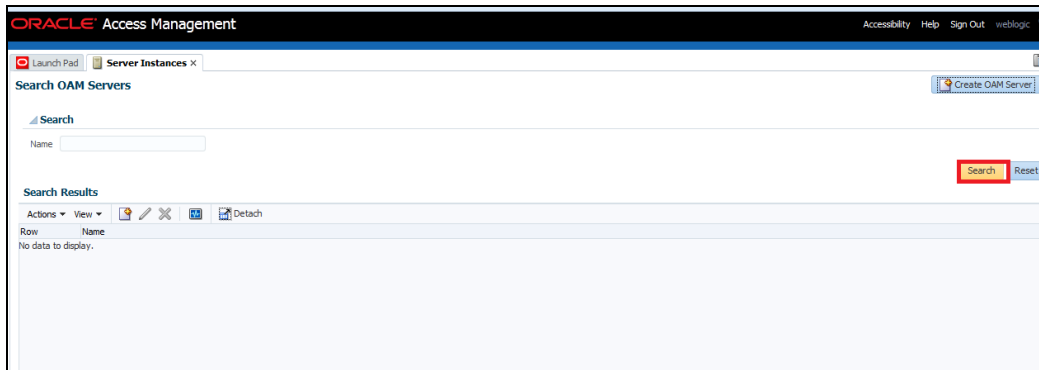 ORACLE Access Management Accessibility Help Sign Out weblogic
Launch Pad Server Instances ×
Search OAM Servers Create OAM Server
Search
Name
Search Reset
Search Results
Actions View Detach
Row Name
No data to display.